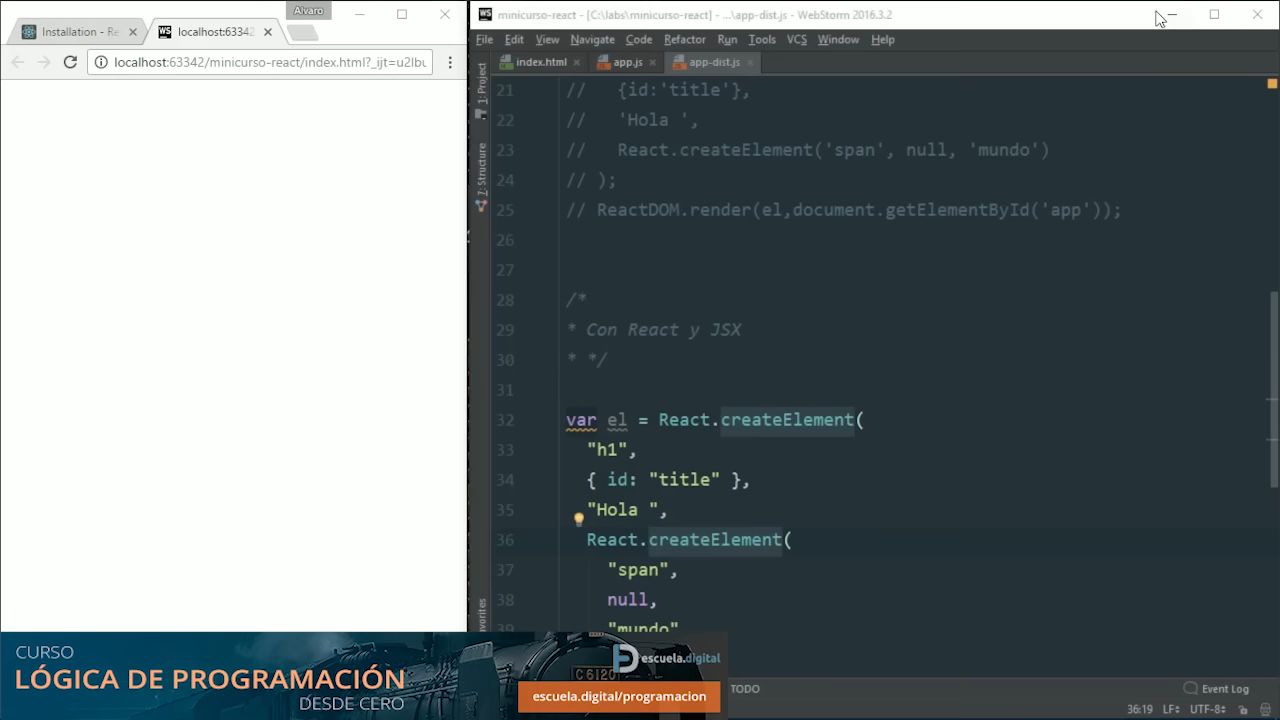 Alvaro
Installation - Re
localhost:63342
localhost:63342/minicurso-react/index.html?_ijt=u2lbu
minicurso-react - [C:\labs\minicurso-react] - ...\app-dist.js - WebStorm 2016.3.2
File Edit View Navigate Code Refactor Run Tools VCS Window Help
index.html app.js app-dist.js
1: Project
7: Structure
21 // {id:'title'},
22 // 'Hola ',
23 // React.createElement('span', null, 'mundo')
24 // );
25 // ReactDOM.render(el,document.getElementById('app'));
26
27
28 /*
29 * Con React y JSX
30 * */
31
32 var el = React.createElement(
33 "h1",
34 { id: "title" },
35 "Hola ",
36 React.createElement(
37 "span",
38 null,
39 "mundo"
CURSO
LÓGICA DE PROGRAMACIÓN
DESDE CERO
C 6120
escuela.digital
escuela.digital/programacion
TODO
Event Log
36:19 LF÷ UTF-8÷